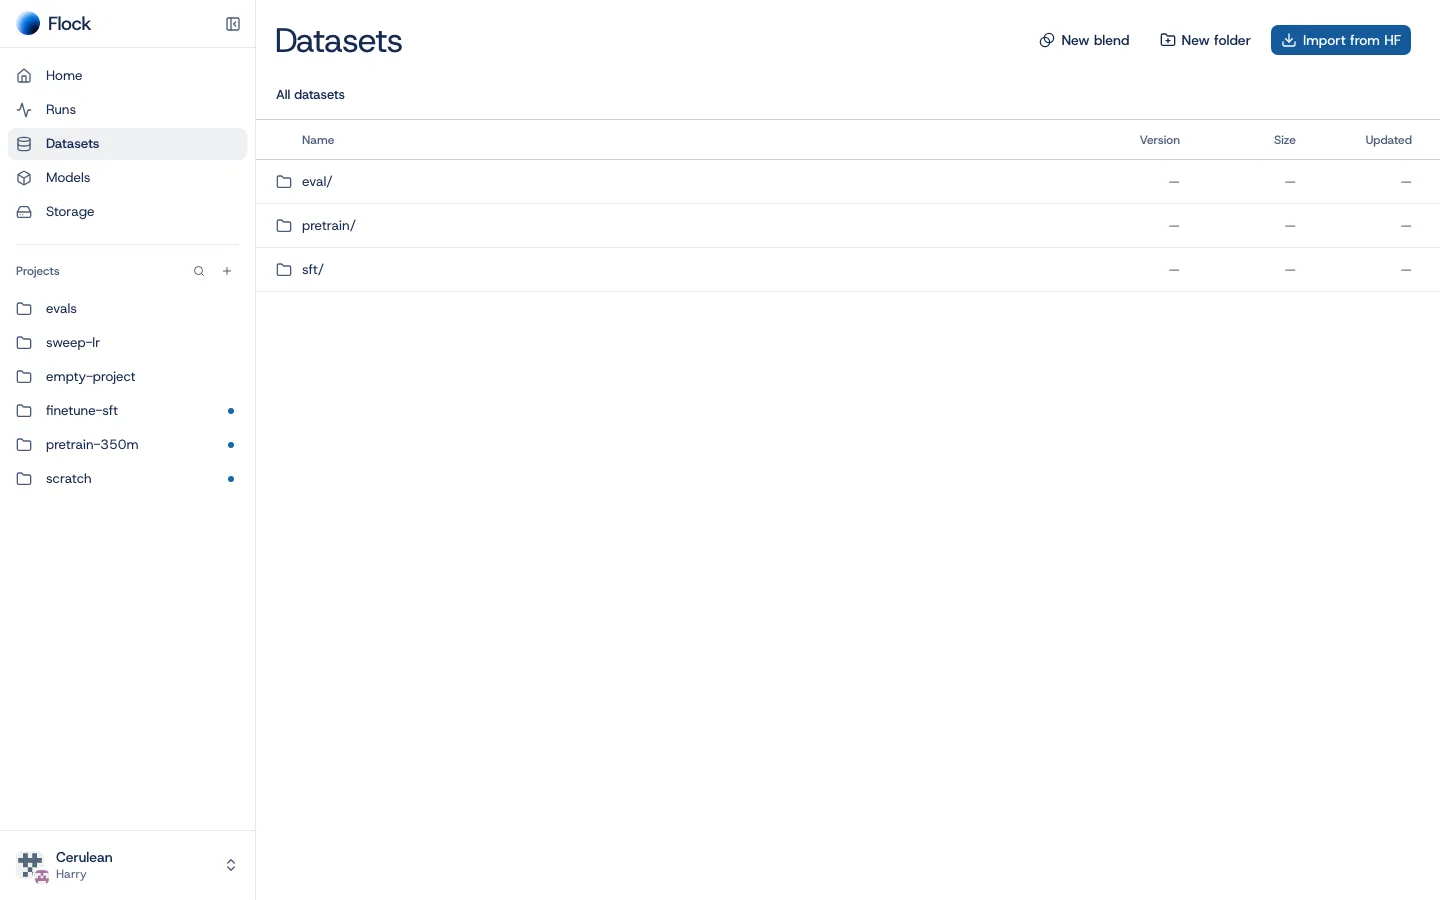 Flock
Home
Runs
Datasets
Models
Storage
Projects
evals
sweep-lr
empty-project
finetune-sft
pretrain-350m
scratch
Cerulean
Harry
Datasets
New blend
New folder
Import from HF
All datasets
Name Version Size Updated
eval/ — — —
pretrain/ — — —
sft/ — — —